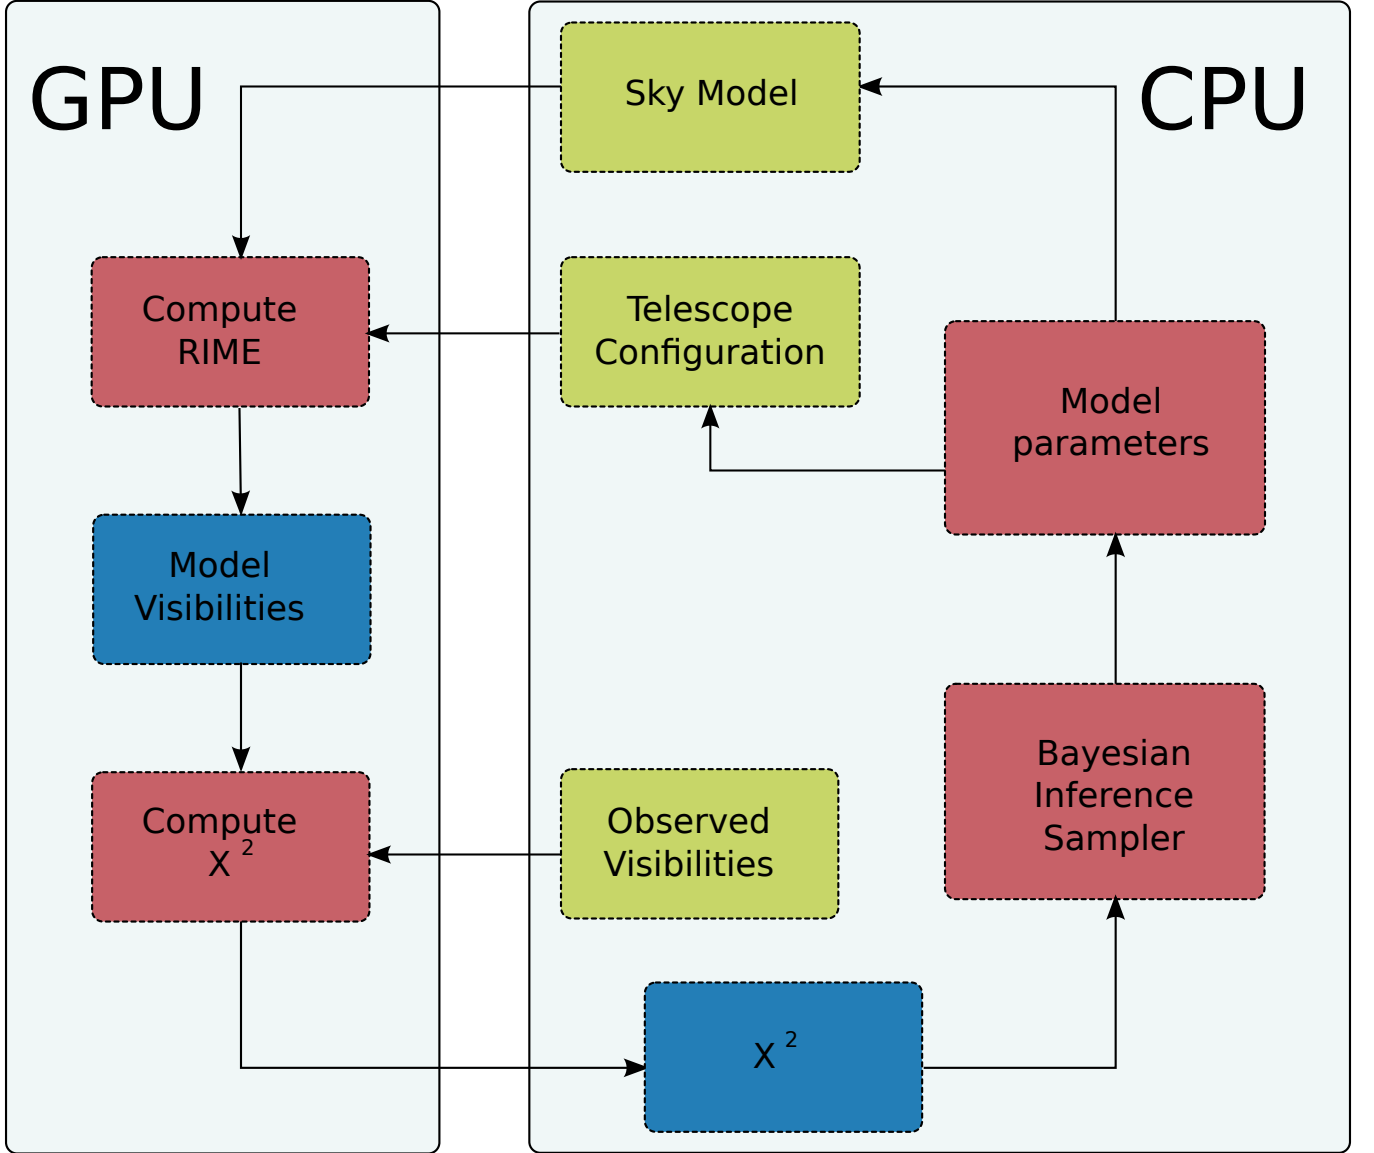 GPU
CPU
Sky Model
Compute
RIME
Telescope
Configuration
Model
parameters
Model
Visibilities
Bayesian
Inference
Sampler
Compute
X 2
Observed
Visibilities
X 2